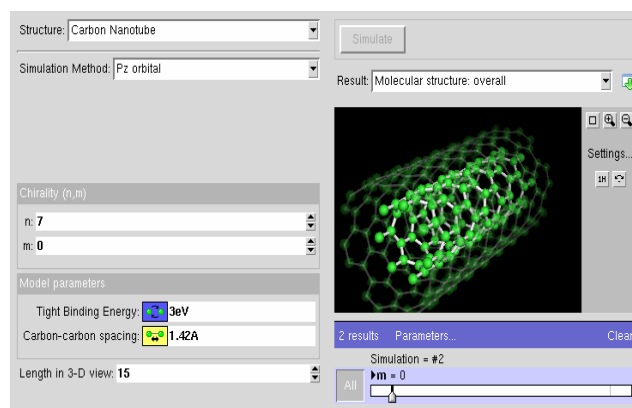 Structure: Carbon Nanotube
Simulation Method: Pz orbital
Chirality (n,m)
n: 7
m: 0
Model parameters
Tight Binding Energy: 3eV
Carbon-carbon spacing: 1.42A
Length in 3-D view: 15
Simulate
Result: Molecular structure: overall
Settings...
1H
2 results Parameters... Clear
Simulation = #2
All
m = 0